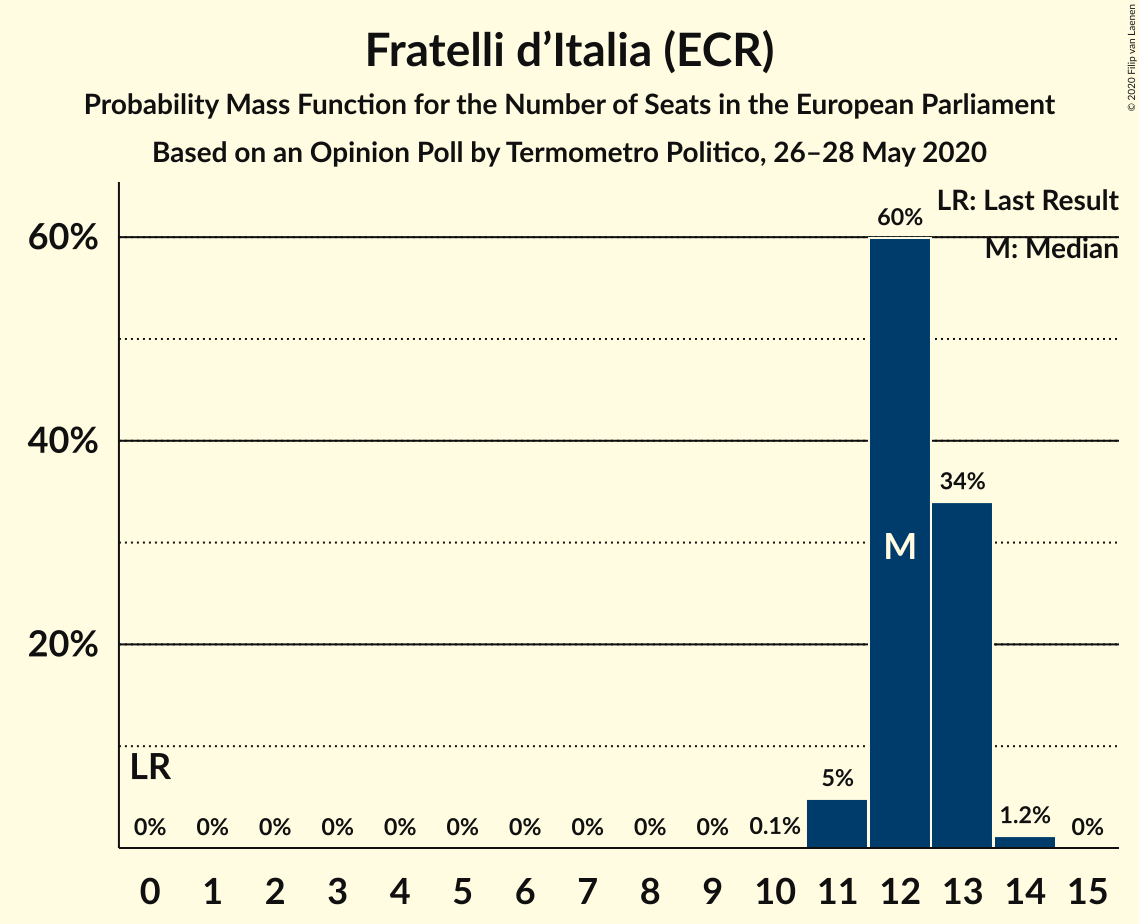 Fratelli d’Italia (ECR)
Probability Mass Function for the Number of Seats in the European Parliament
Based on an Opinion Poll by Termometro Politico, 26–28 May 2020
© 2020 Filip van Laenen
LR: Last Result
M: Median
60%
40%
20%
60%
34%
M
LR
5%
1.2%
0% 0% 0% 0% 0% 0% 0% 0% 0% 0% 0.1% 0%
0 1 2 3 4 5 6 7 8 9 10 11 12 13 14 15